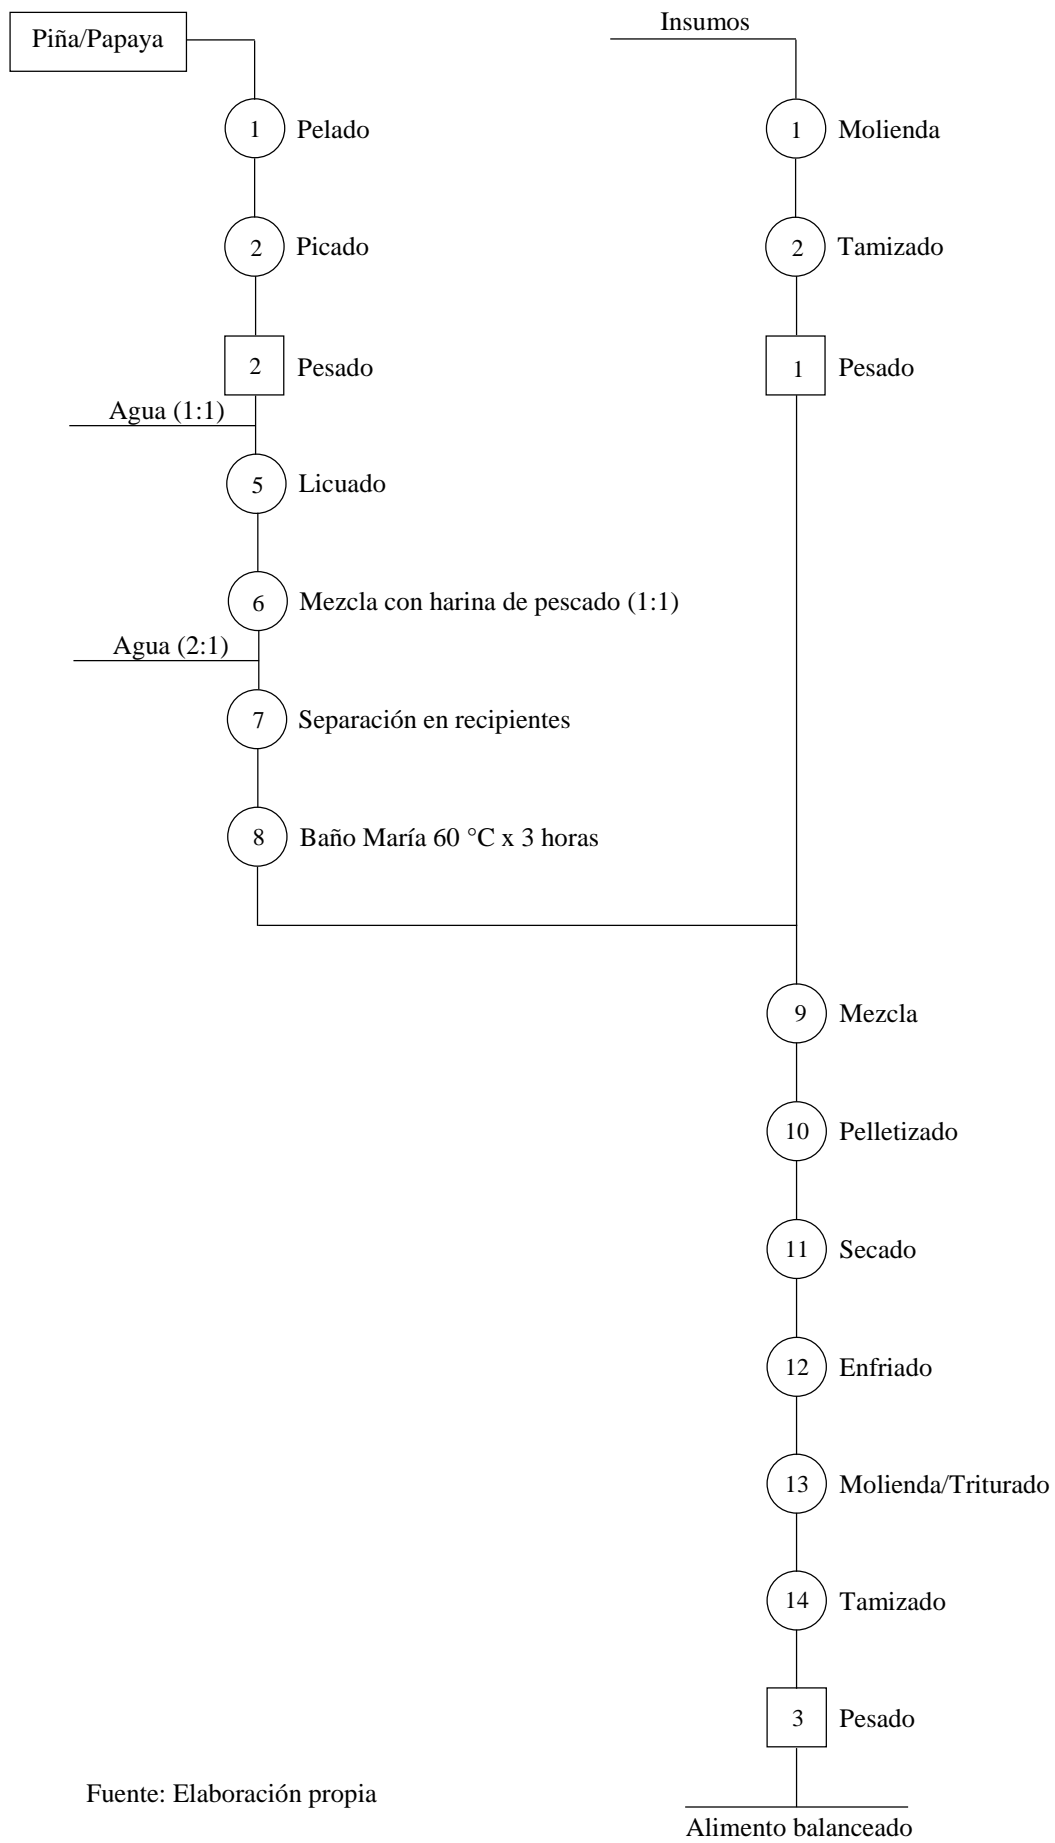 Piña/Papaya
Insumos
1 Pelado
1 Molienda
2 Picado
2 Tamizado
2 Pesado
1 Pesado
Agua (1:1)
5 Licuado
6 Mezcla con harina de pescado (1:1)
Agua (2:1)
7 Separación en recipientes
8 Baño María 60 °C x 3 horas
9 Mezcla
10 Pelletizado
11 Secado
12 Enfriado
13 Molienda/Triturado
14 Tamizado
3 Pesado
Fuente: Elaboración propia
Alimento balanceado